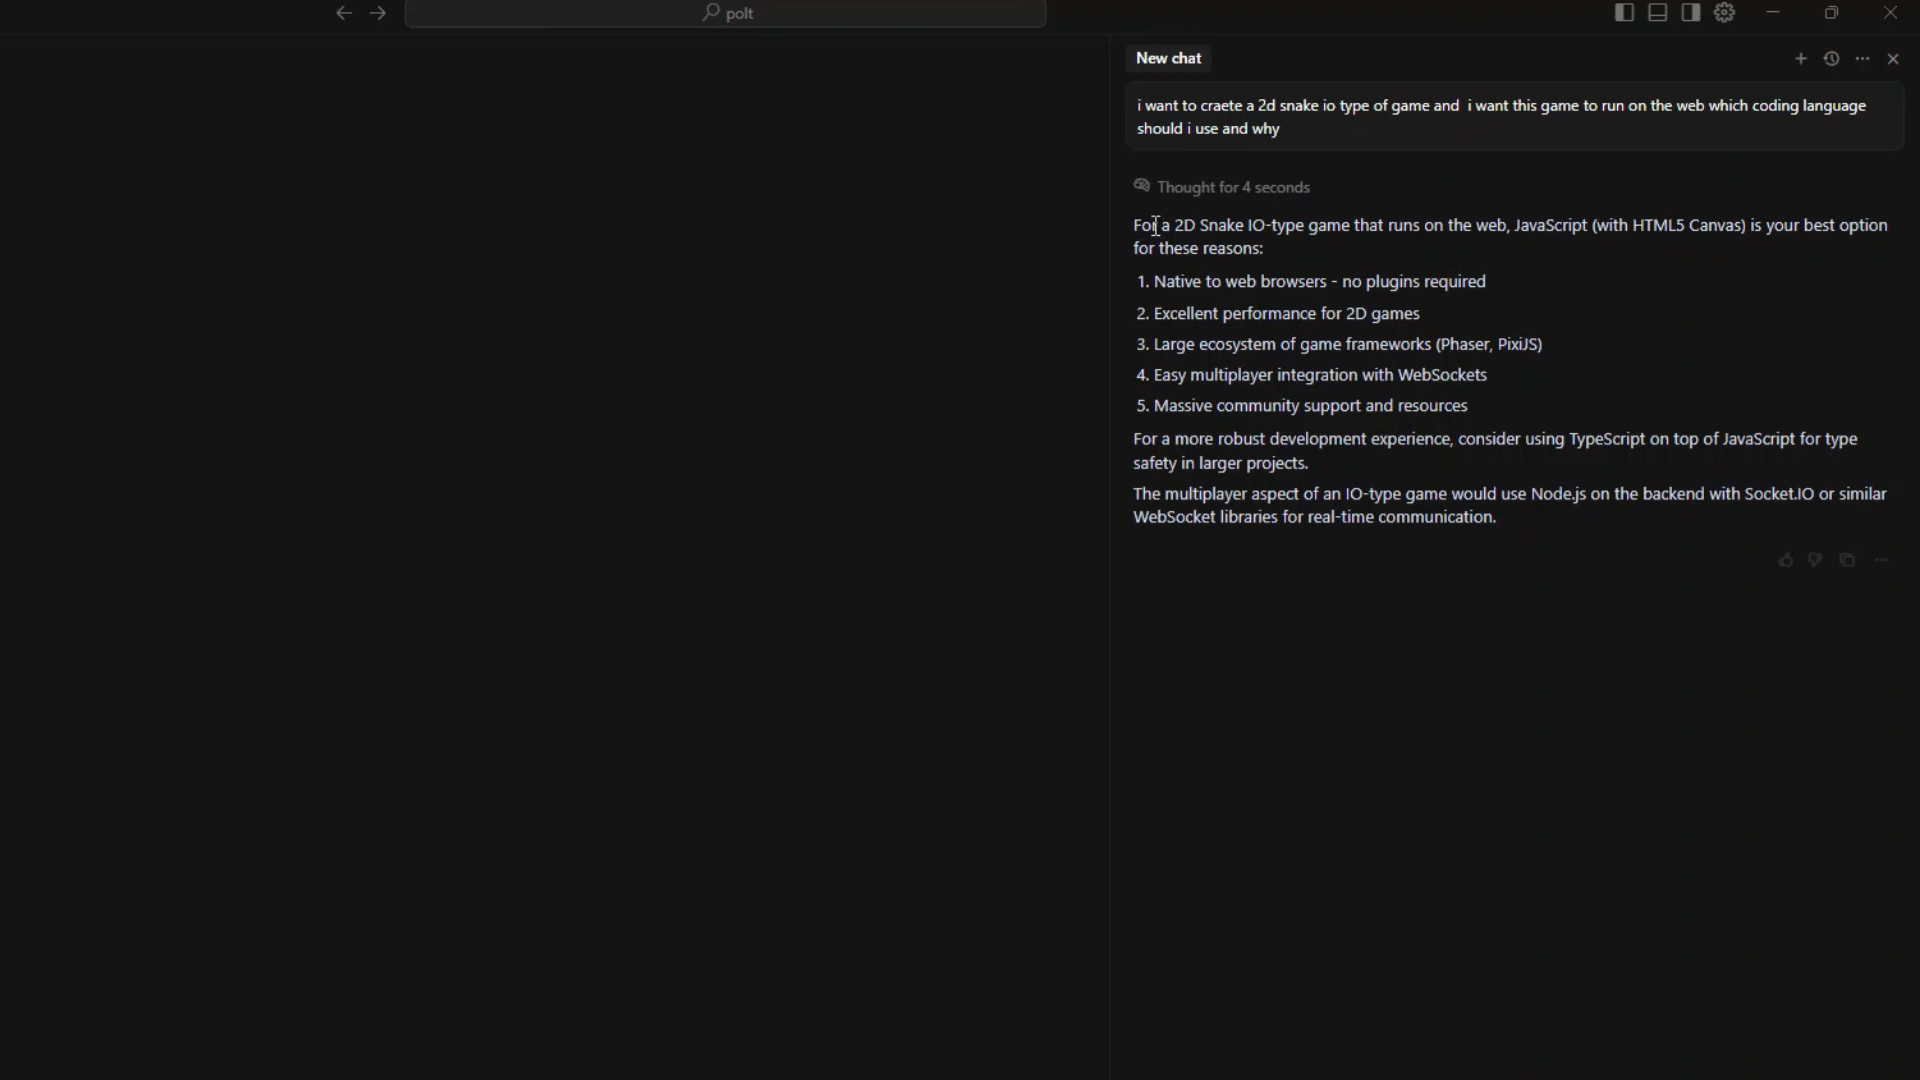 polt
New chat
i want to craete a 2d snake io type of game and i want this game to run on the web which coding language
should i use and why
Thought for 4 seconds
For a 2D Snake IO-type game that runs on the web, JavaScript (with HTML5 Canvas) is your best option
for these reasons:
1. Native to web browsers - no plugins required
2. Excellent performance for 2D games
3. Large ecosystem of game frameworks (Phaser, PixiJS)
4. Easy multiplayer integration with WebSockets
5. Massive community support and resources
For a more robust development experience, consider using TypeScript on top of JavaScript for type
safety in larger projects.
The multiplayer aspect of an IO-type game would use Node.js on the backend with Socket.IO or similar
WebSocket libraries for real-time communication.